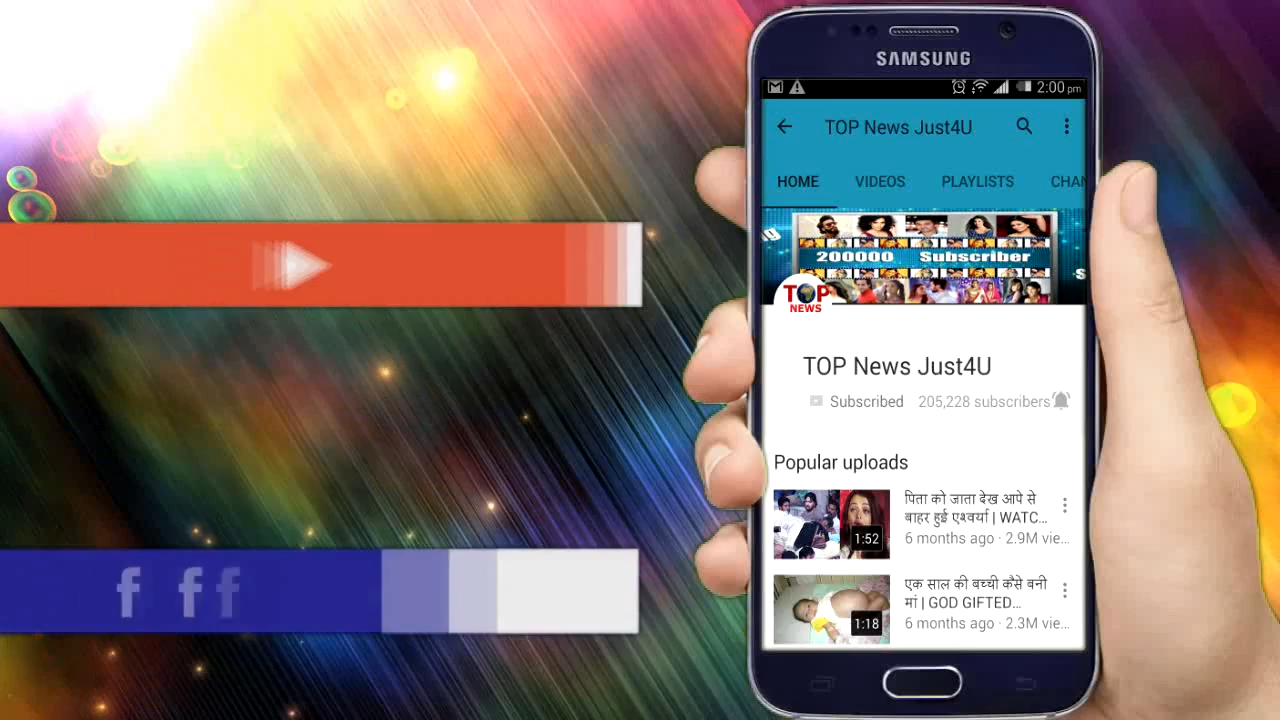 SAMSUNG
2:00 pm
TOP News Just4U
HOME VIDEOS PLAYLISTS CHAN
200000 Subscriber
TOP
NEWS
TOP News Just4U
Subscribed 205,228 subscribers
Popular uploads
पिता को जाता देख आपे से
बाहर हुई एश्वर्या | WATC...
6 months ago · 2.9M vie...
1:52
एक साल की बच्ची कैसे बनी
मां | GOD GIFTED...
6 months ago · 2.3M vie...
1:18
f f f